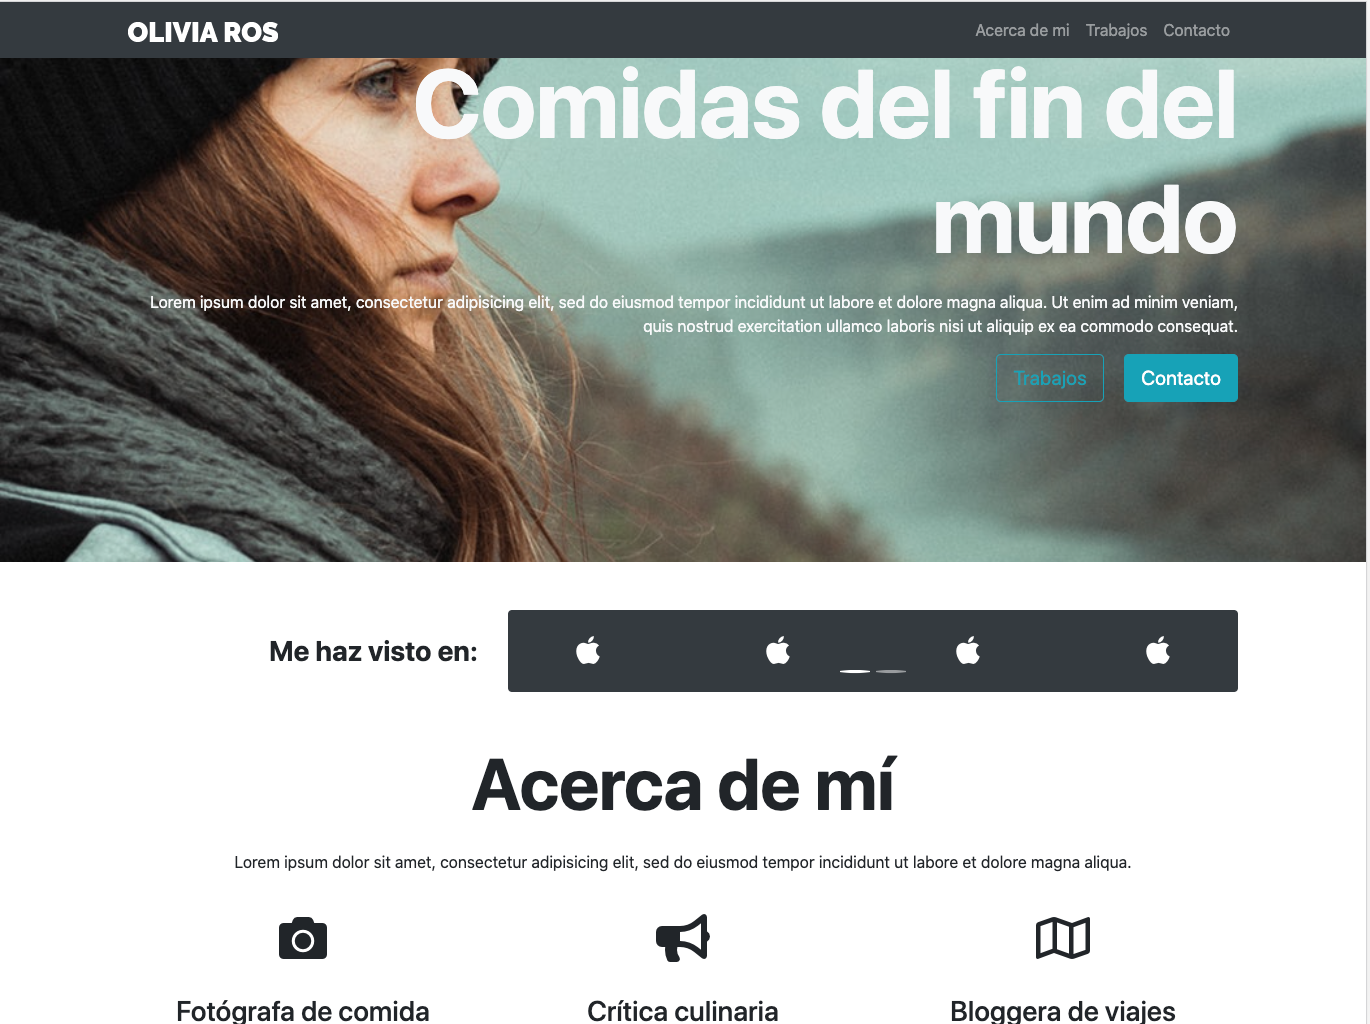 OLIVIA ROS
Acerca de mi Trabajos Contacto
Comidas del fin del
mundo
Lorem ipsum dolor sit amet, consectetur adipisicing elit, sed do eiusmod tempor incididunt ut labore et dolore magna aliqua. Ut enim ad minim veniam,
quis nostrud exercitation ullamco laboris nisi ut aliquip ex ea commodo consequat.
Trabajos Contacto
Me haz visto en:
Acerca de mí
Lorem ipsum dolor sit amet, consectetur adipisicing elit, sed do eiusmod tempor incididunt ut labore et dolore magna aliqua.
Fotógrafa de comida Crítica culinaria Bloggera de viajes